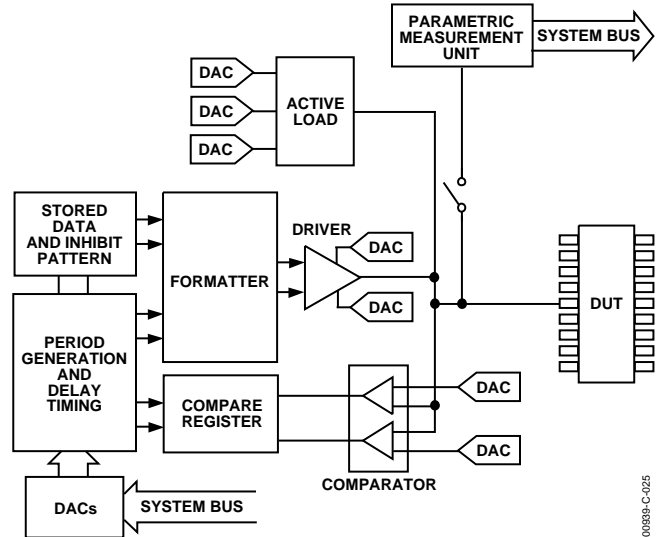 PARAMETRIC
MEASUREMENT
UNIT
SYSTEM BUS
DAC
DAC
DAC
ACTIVE
LOAD
STORED
DATA
AND INHIBIT
PATTERN
FORMATTER
DRIVER
DAC
DAC
DUT
PERIOD
GENERATION
AND
DELAY
TIMING
COMPARE
REGISTER
DAC
DAC
COMPARATOR
DACs
SYSTEM BUS
00939-C-025